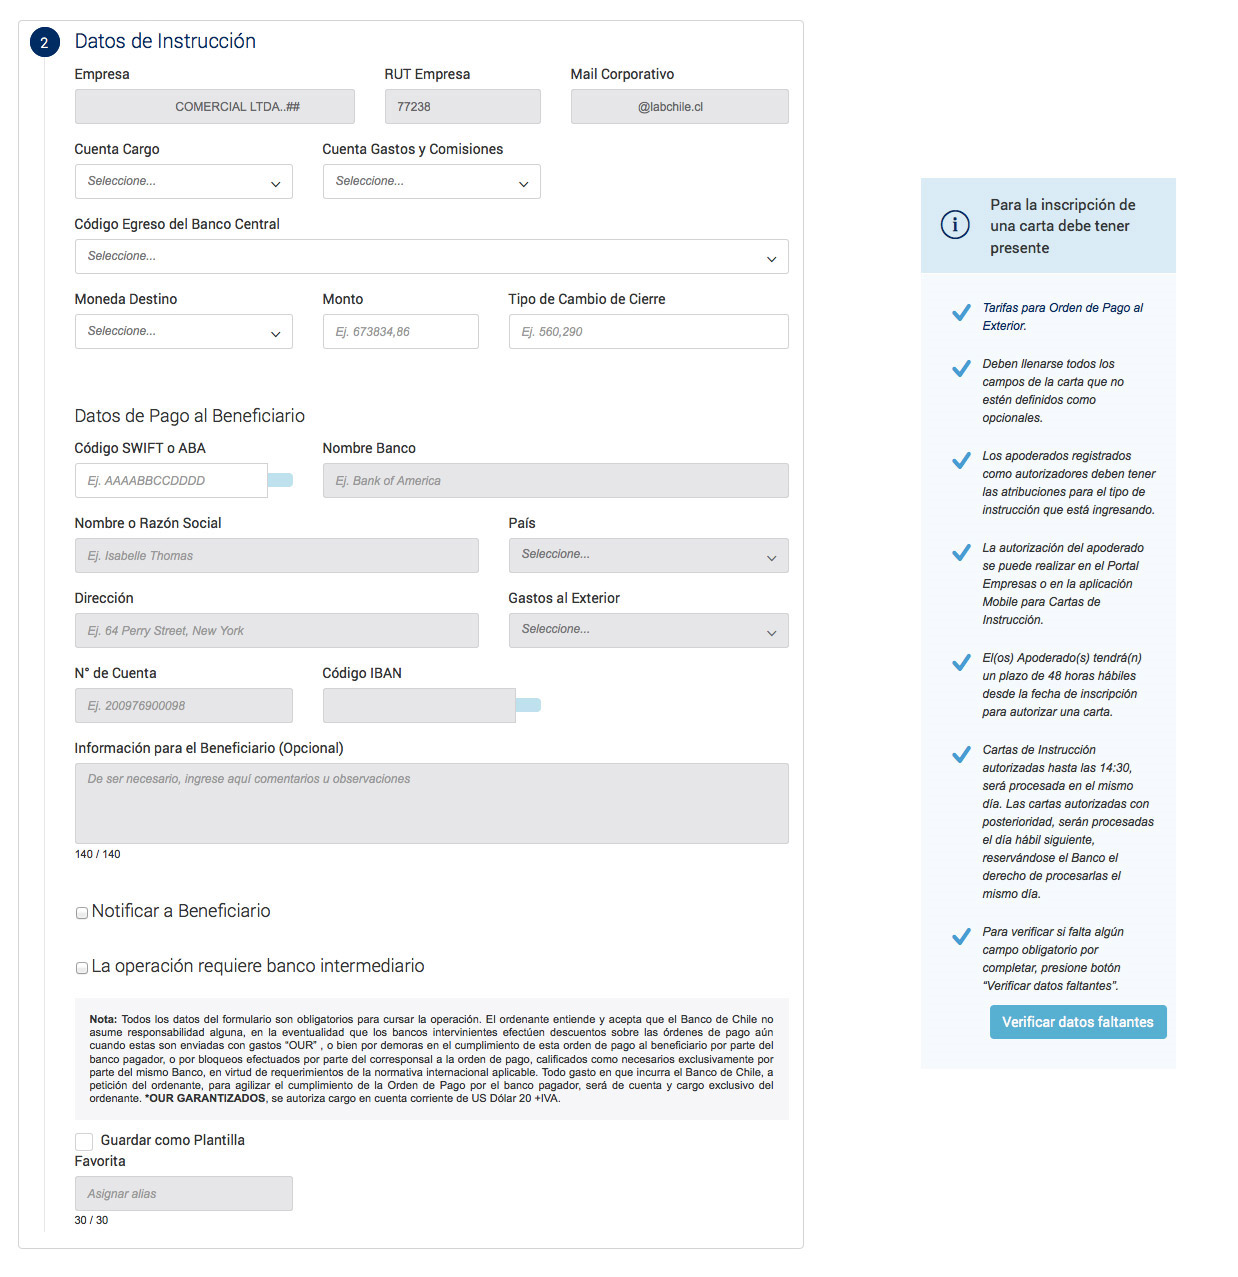 2
Datos de Instrucción
Empresa
RUT Empresa
Mail Corporativo
COMERCIAL LTDA..##
77238
@labchile.cl
Cuenta Cargo
Cuenta Gastos y Comisiones
Seleccione...
Seleccione...
Código Egreso del Banco Central
Seleccione...
Moneda Destino
Monto
Tipo de Cambio de Cierre
Seleccione...
Ej. 673834,86
Ej. 560,290
Datos de Pago al Beneficiario
Código SWIFT o ABA
Nombre Banco
Ej. AAAABBCCDDDD
Ej. Bank of America
Nombre o Razón Social
País
Ej. Isabelle Thomas
Seleccione...
Dirección
Gastos al Exterior
Ej. 64 Perry Street, New York
Seleccione...
N° de Cuenta
Código IBAN
Ej. 200976900098
Información para el Beneficiario (Opcional)
De ser necesario, ingrese aquí comentarios u observaciones
140 / 140
Notificar a Beneficiario
La operación requiere banco intermediario
Nota: Todos los datos del formulario son obligatorios para cursar la operación. El ordenante entiende y acepta que el Banco de Chile no
asume responsabilidad alguna, en la eventualidad que los bancos intervinientes efectúen descuentos sobre las órdenes de pago aún
cuando estas son enviadas con gastos "OUR" , o bien por demoras en el cumplimiento de esta orden de pago al beneficiario por parte del
banco pagador, o por bloqueos efectuados por parte del corresponsal a la orden de pago, calificados como necesarios exclusivamente por
parte del mismo Banco, en virtud de requerimientos de la normativa internacional aplicable. Todo gasto en que incurra el Banco de Chile, a
petición del ordenante, para agilizar el cumplimiento de la Orden de Pago por el banco pagador, será de cuenta y cargo exclusivo del
ordenante. *OUR GARANTIZADOS, se autoriza cargo en cuenta corriente de US Dólar 20 +IVA.
Guardar como Plantilla
Favorita
Asignar alias
30 / 30
Para la inscripción de
una carta debe tener
presente
Tarifas para Orden de Pago al
Exterior.
Deben llenarse todos los
campos de la carta que no
estén definidos como
opcionales.
Los apoderados registrados
como autorizadores deben tener
las atribuciones para el tipo de
instrucción que está ingresando.
La autorización del apoderado
se puede realizar en el Portal
Empresas o en la aplicación
Mobile para Cartas de
Instrucción.
El(os) Apoderado(s) tendrá(n)
un plazo de 48 horas hábiles
desde la fecha de inscripción
para autorizar una carta.
Cartas de Instrucción
autorizadas hasta las 14:30,
será procesada en el mismo
día. Las cartas autorizadas con
posterioridad, serán procesadas
el día hábil siguiente,
reservándose el Banco el
derecho de procesarlas el
mismo día.
Para verificar si falta algún
campo obligatorio por
completar, presione botón
"Verificar datos faltantes".
Verificar datos faltantes